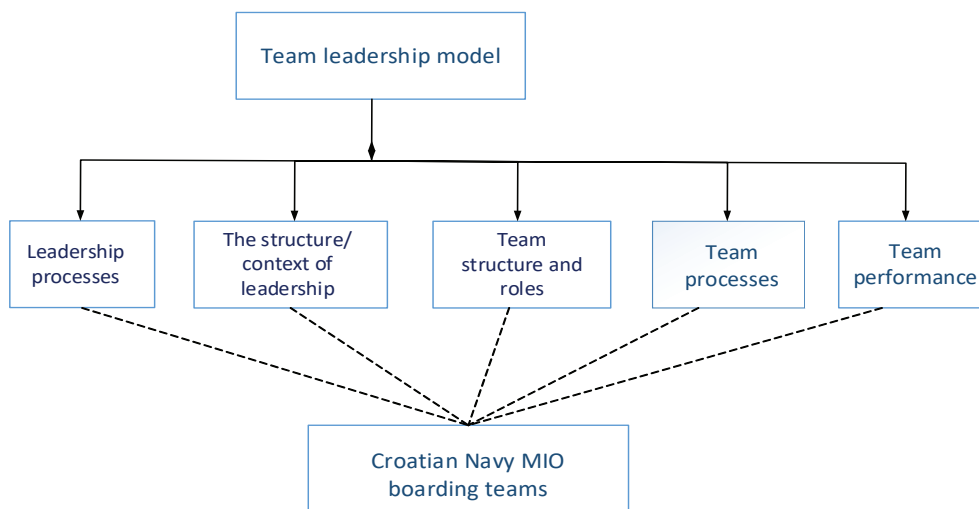 Team leadership model
Leadership
processes
The structure/
context of
leadership
Team
structure and
roles
Team
processes
Team
performance
Croatian Navy MIO
boarding teams